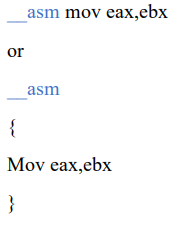 __asm mov eax,ebx
or
__asm
{
Mov eax,ebx
}